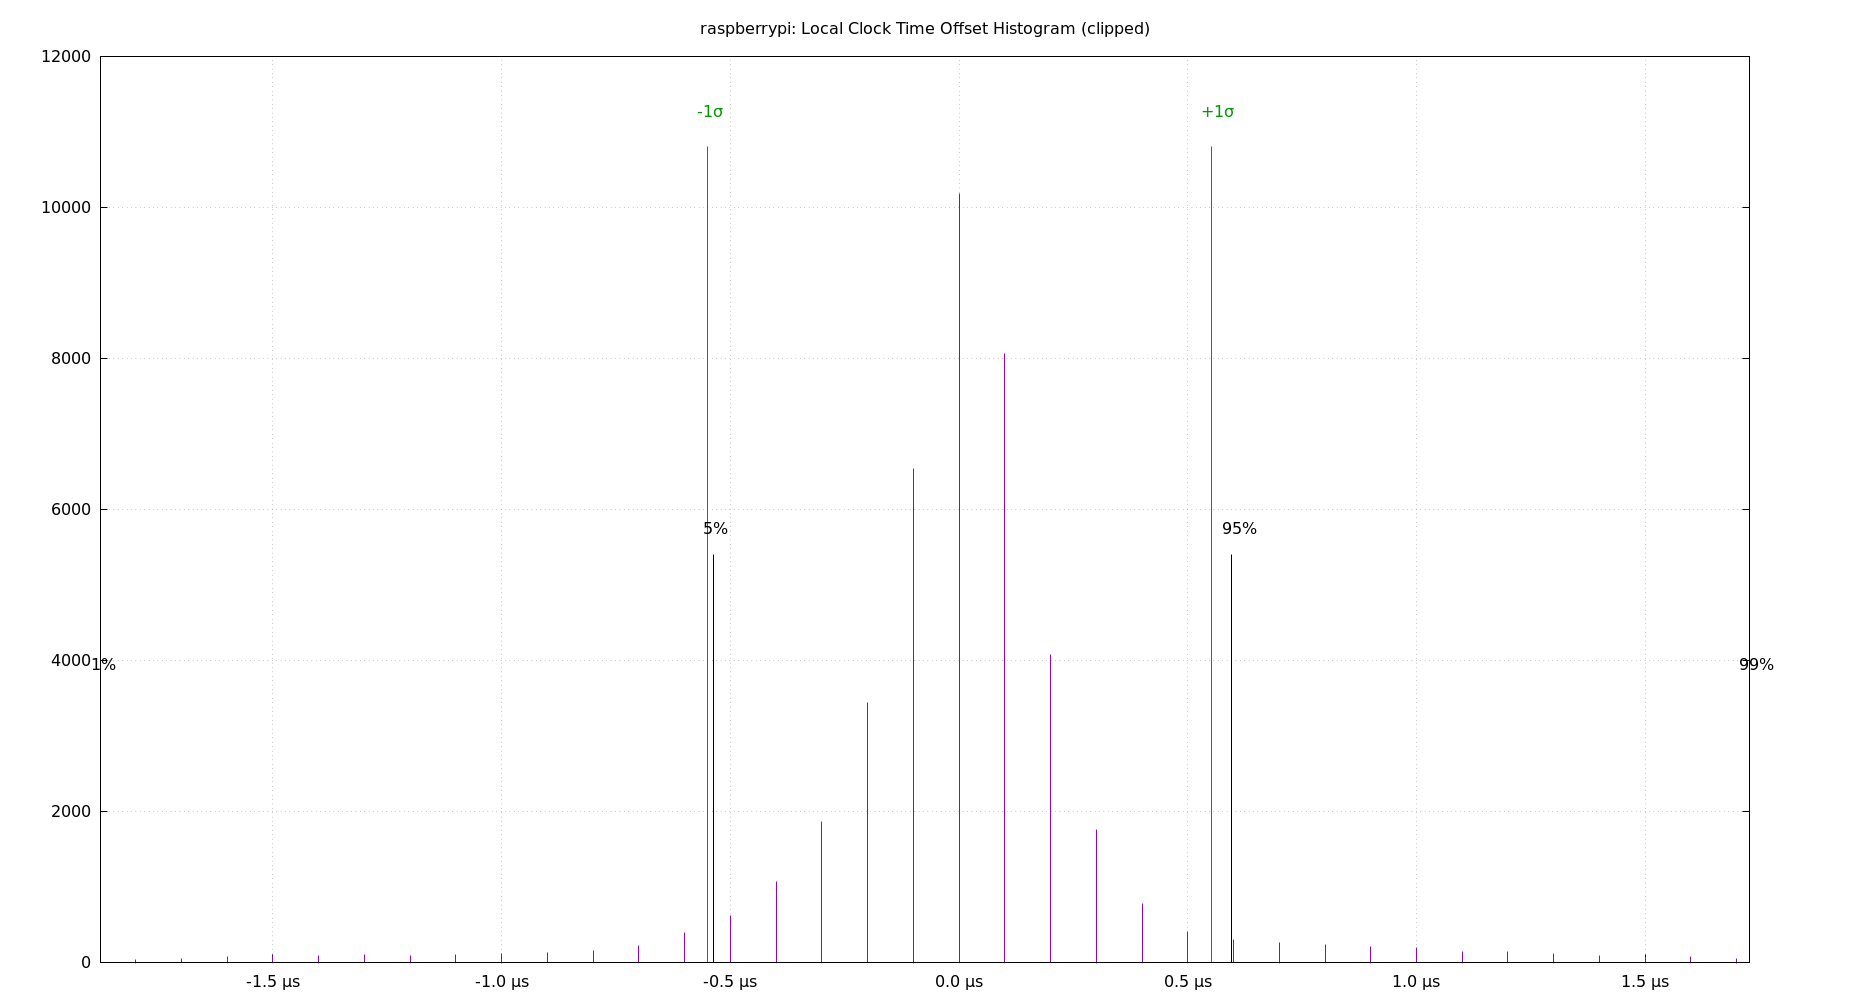 raspberrypi: Local Clock Time Offset Histogram (clipped)
12000
-1σ
+1σ
10000
8000
6000
5%
95%
4000
1%
99%
2000
0
-1.5 µs
-1.0 µs
-0.5 µs
0.0 µs
0.5 µs
1.0 µs
1.5 µs